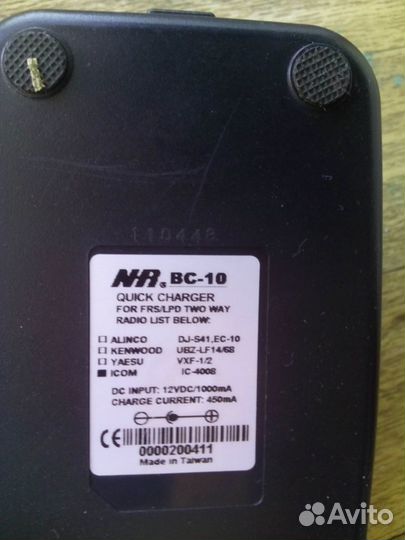 110448
NHR® BC-10
QUICK CHARGER
FOR FRS/LPD TWO WAY
RADIO LIST BELOW:
□ ALINCO DJ-S41,EC-10
□ KENWOOD UBZ-LF14/68
□ YAESU VXF-1/2
■ ICOM IC-4008
DC INPUT: 12VDC/1000mA
CHARGE CURRENT: 450mA
CE 0000200411
Made in Taiwan
Avito